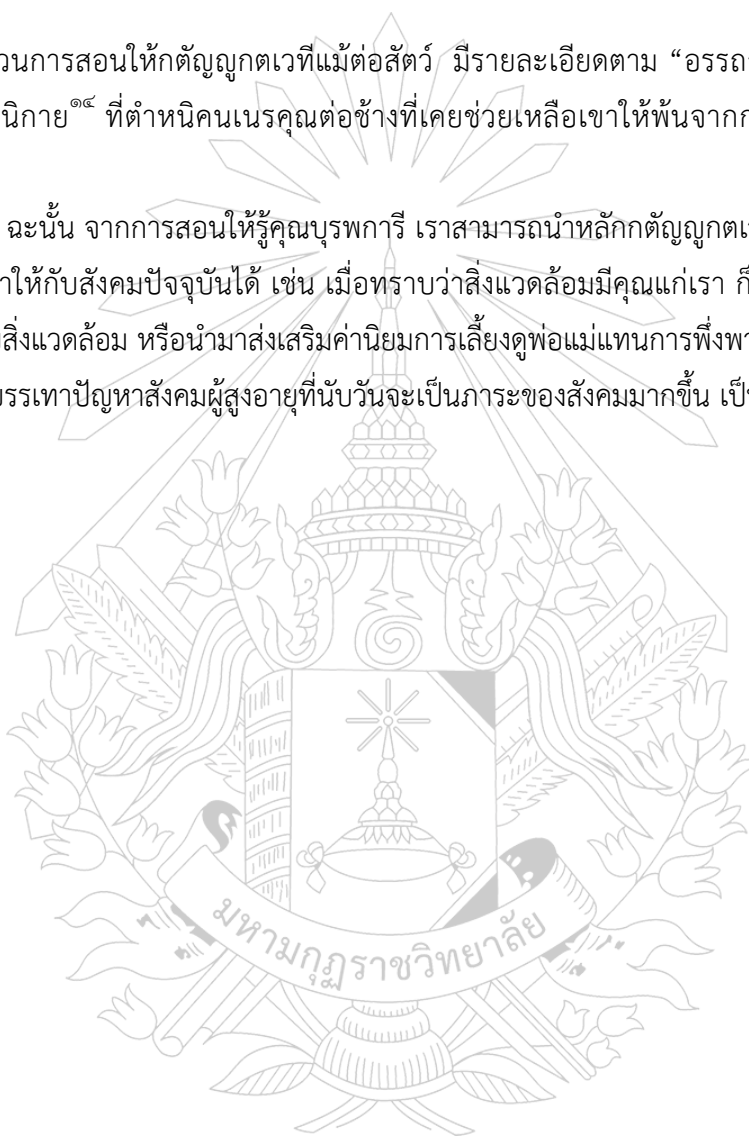 วนการสอนให้กตัญญูกตเวทีแม้ต่อสัตว์ มีรายละเอียดตาม “อรรถ
นิกาย๑๔ ที่ตำหนิคนเนรคุณต่อช้างที่เคยช่วยเหลือเขาให้พ้นจาก
ฉะนั้น จากการสอนให้รู้คุณบุรพการี เราสามารถนำหลักกตัญญูกตเ
าให้กับสังคมปัจจุบันได้ เช่น เมื่อทราบว่าสิ่งแวดล้อมมีคุณแก่เรา ก็
สิ่งแวดล้อม หรือนำมาส่งเสริมค่านิยมการเลี้ยงดูพ่อแม่แทนการพึ่งพา
บรรเทาปัญหาสังคมผู้สูงอายุที่นับวันจะเป็นภาระของสังคมมากขึ้น เป็
มหามกุฏราชวิทยาลัย